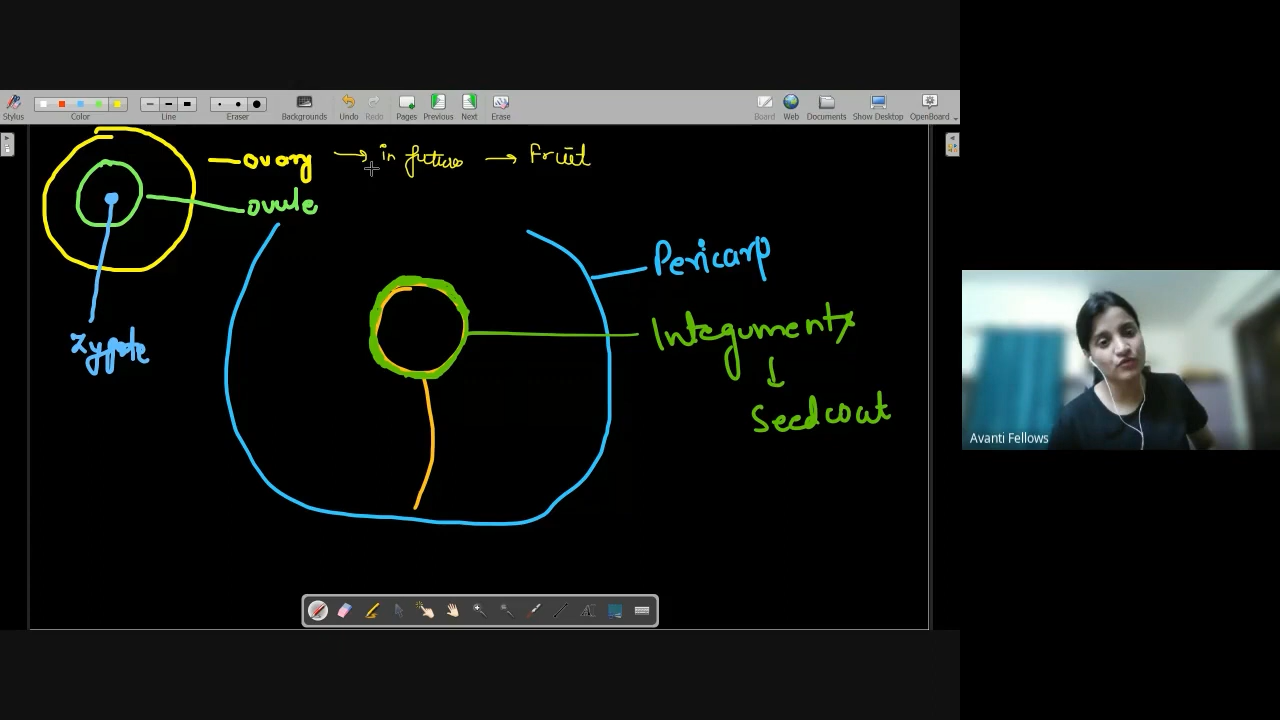 Stylus
Color
Line
Eraser
Backgrounds
Undo
Redo
Pages
Previous
Next
Erase
Board
Web
Documents
Show Desktop
OpenBoard
ovary → in future → Fruit
ovule
Zygote
Pericarp
Integuments
↓
Seedcoat
Avanti Fellows